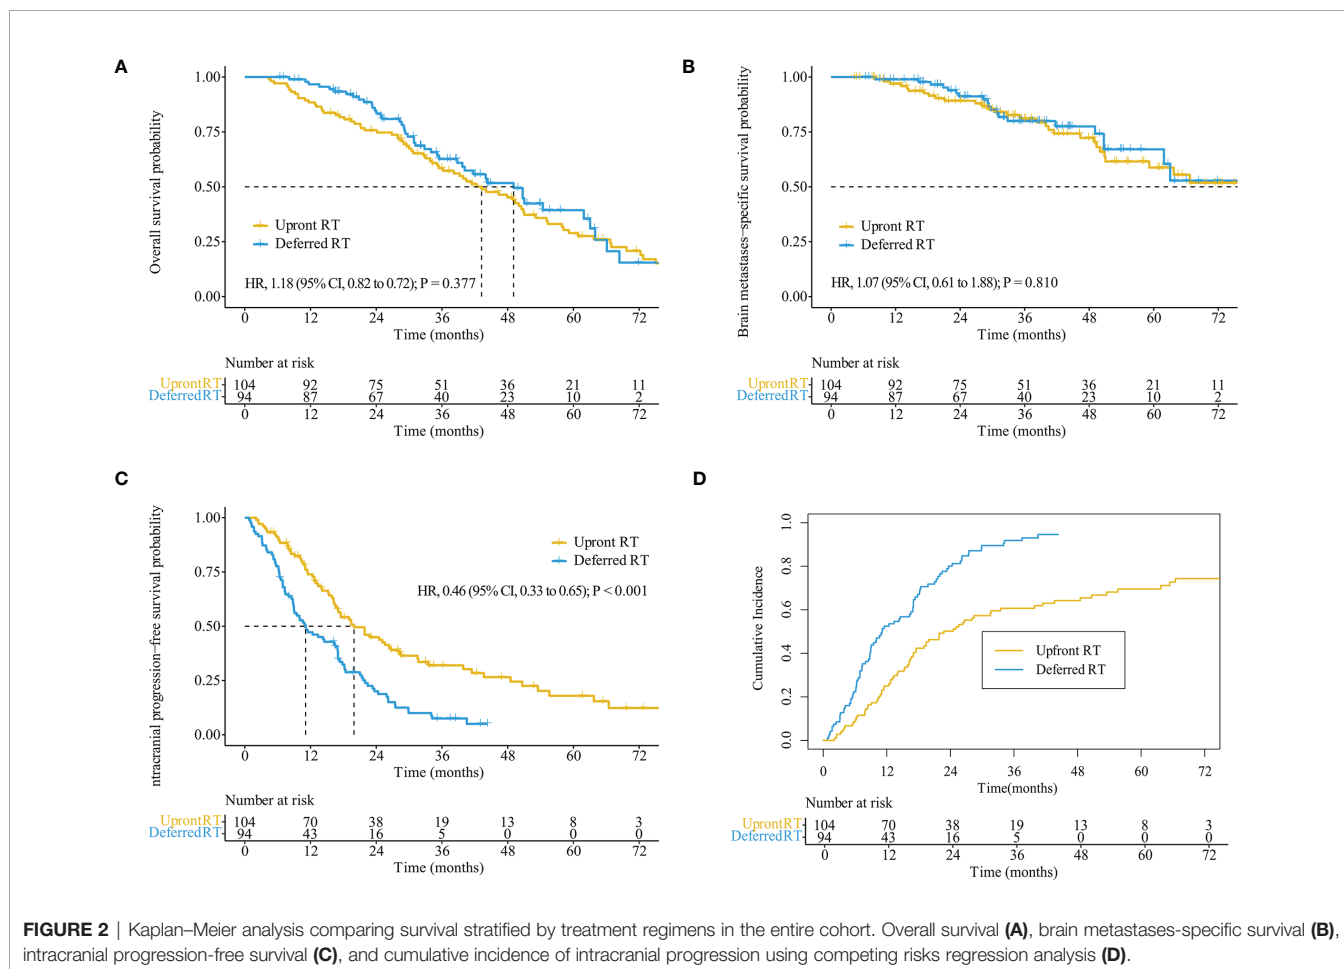 A
1.00
0.75
0.50
0.25
0.00
Overall survival probability
Upront RT
Deferred RT
HR, 1.18 (95% CI, 0.82 to 0.72); P = 0.377
0 12 24 36 48 60 72
Time (months)
Number at risk
UprontRT 104 92 75 51 36 21 11
DeferredRT 94 87 67 40 23 10 2
0 12 24 36 48 60 72
Time (months)
B
1.00
0.75
0.50
0.25
0.00
Brain metastases–specific survival probability
Upront RT
Deferred RT
HR, 1.07 (95% CI, 0.61 to 1.88); P = 0.810
0 12 24 36 48 60 72
Time (months)
Number at risk
UprontRT 104 92 75 51 36 21 11
DeferredRT 94 87 67 40 23 10 2
0 12 24 36 48 60 72
Time (months)
C
1.00
0.75
0.50
0.25
0.00
ntracranial progression–free survival probability
Upront RT
Deferred RT
HR, 0.46 (95% CI, 0.33 to 0.65); P < 0.001
0 12 24 36 48 60 72
Time (months)
Number at risk
UprontRT 104 70 38 19 13 8 3
DeferredRT 94 43 16 5 0 0 0
0 12 24 36 48 60 72
Time (months)
D
1.0
0.8
0.6
0.4
0.2
0.0
Cumulative Incidence
Upfront RT
Deferred RT
0 12 24 36 48 60 72
Time(months)
Number at risk
UprontRT 104 70 38 19 13 8 3
DeferredRT 94 43 16 5 0 0 0
0 12 24 36 48 60 72
Time (months)
FIGURE 2 | Kaplan–Meier analysis comparing survival stratified by treatment regimens in the entire cohort. Overall survival (A), brain metastases-specific survival (B),
intracranial progression-free survival (C), and cumulative incidence of intracranial progression using competing risks regression analysis (D).